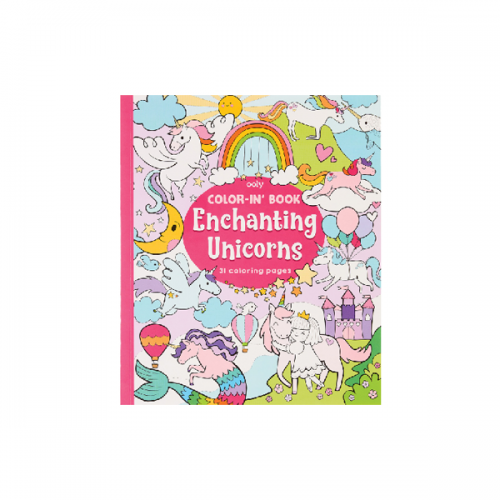 ooly
COLOR-IN' BOOK
Enchanting
Unicorns
31 coloring pages